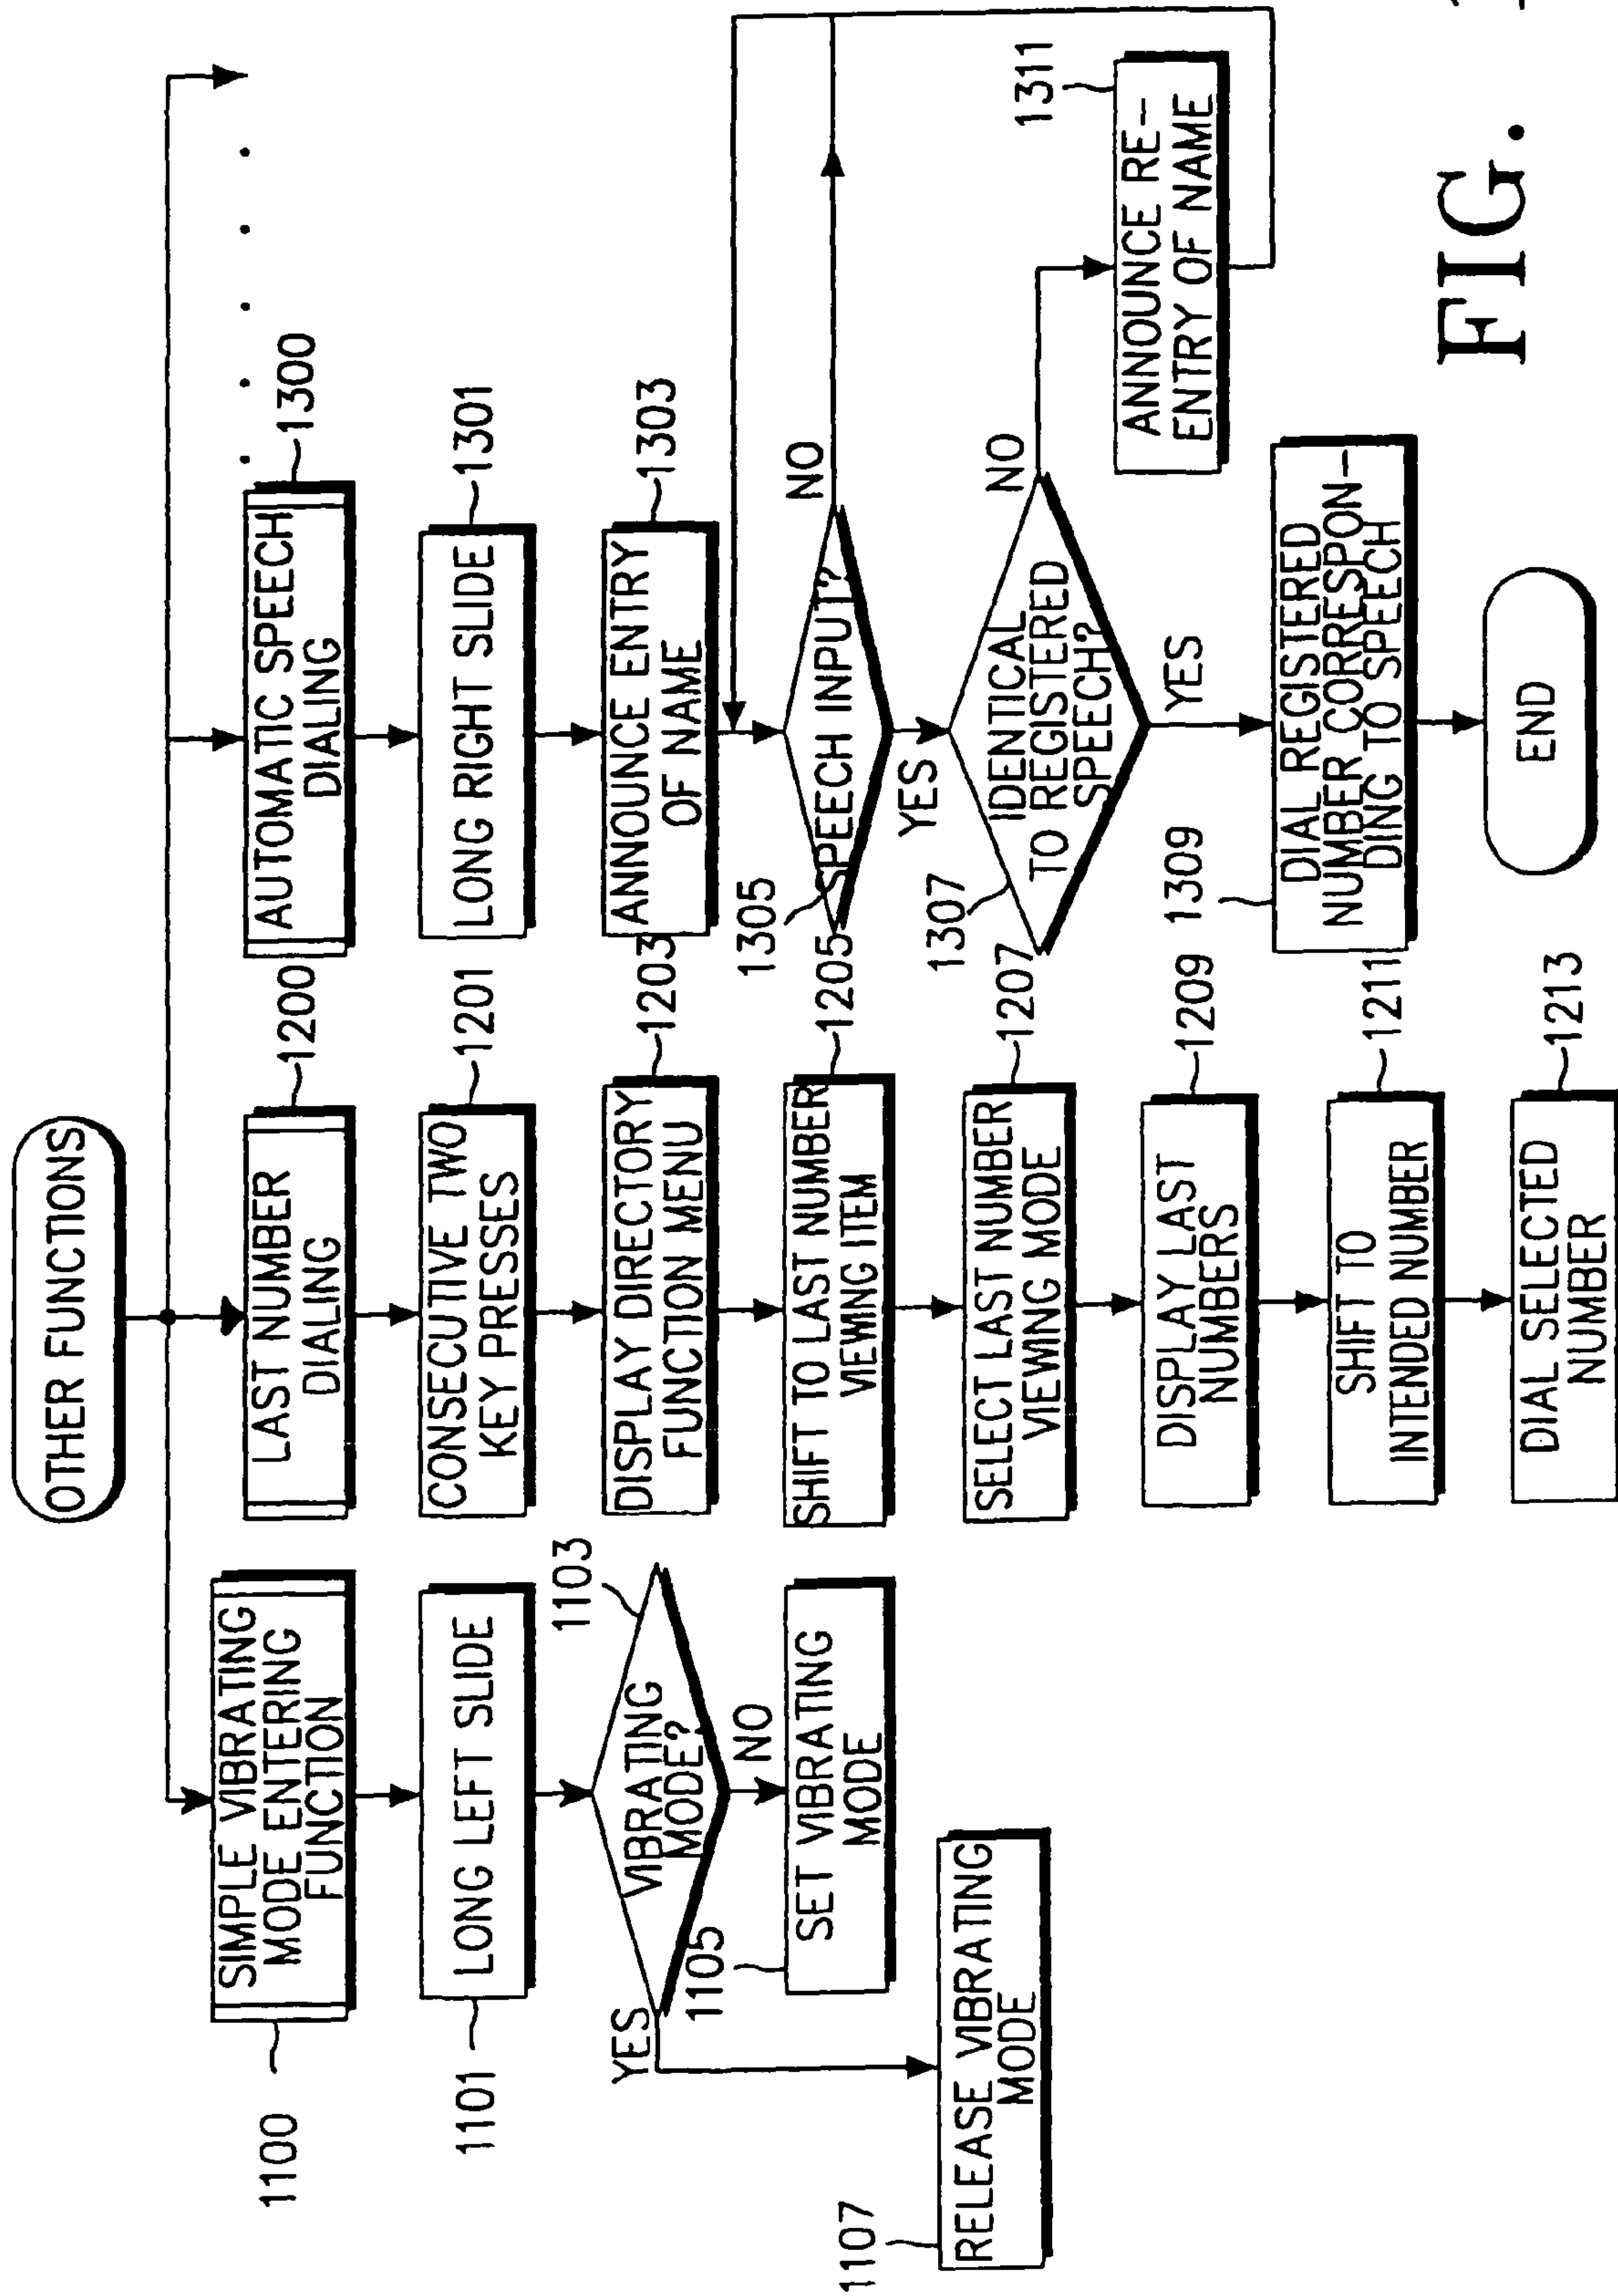 OTHER FUNCTIONS
1100
SIMPLE VIBRATING
MODE ENTERING
FUNCTION
1101
LONG LEFT SLIDE
1103
VIBRATING
MODE?
YES
NO
1105
SET VIBRATING
MODE
1107
RELEASE VIBRATING
MODE
1200
LAST NUMBER
DIALING
1201
CONSECUTIVE TWO
KEY PRESSES
1203
DISPLAY DIRECTORY
FUNCTION MENU
1205
SHIFT TO LAST NUMBER
VIEWING ITEM
1207
SELECT LAST NUMBER
VIEWING MODE
1209
DISPLAY LAST
NUMBERS
1211
SHIFT TO
INTENDED NUMBER
1213
DIAL SELECTED
NUMBER
1300
AUTOMATIC SPEECH
DIALING
1301
LONG RIGHT SLIDE
1303
ANNOUNCE ENTRY
OF NAME
1305
SPEECH INPUT?
NO
YES
1307
IDENTICAL
TO REGISTERED
SPEECH?
NO
YES
1309
DIAL REGISTERED
NUMBER CORRESPON-
DING TO SPEECH
1311
ANNOUNCE RE-
ENTRY OF NAME
END
FIG.